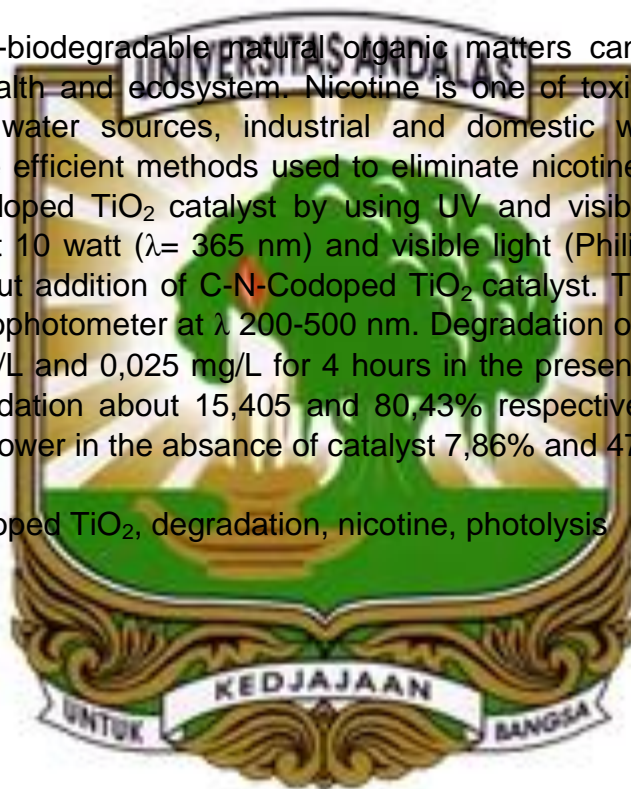 -biodegradable natural organic matters can
alth and ecosystem. Nicotine is one of toxi
water sources, industrial and domestic w
efficient methods used to eliminate nicotine
doped TiO₂ catalyst by using UV and visib
t 10 watt (λ= 365 nm) and visible light (Phili
ut addition of C-N-Codoped TiO₂ catalyst. T
ophotometer at λ 200-500 nm. Degradation o
/L and 0,025 mg/L for 4 hours in the presen
dation about 15,405 and 80,43% respective
ower in the absence of catalyst 7,86% and 47
oped TiO₂, degradation, nicotine, photolysis
UNIVERSITAS ANDALAS
UNTUK KEDJAJAAN BANGSA